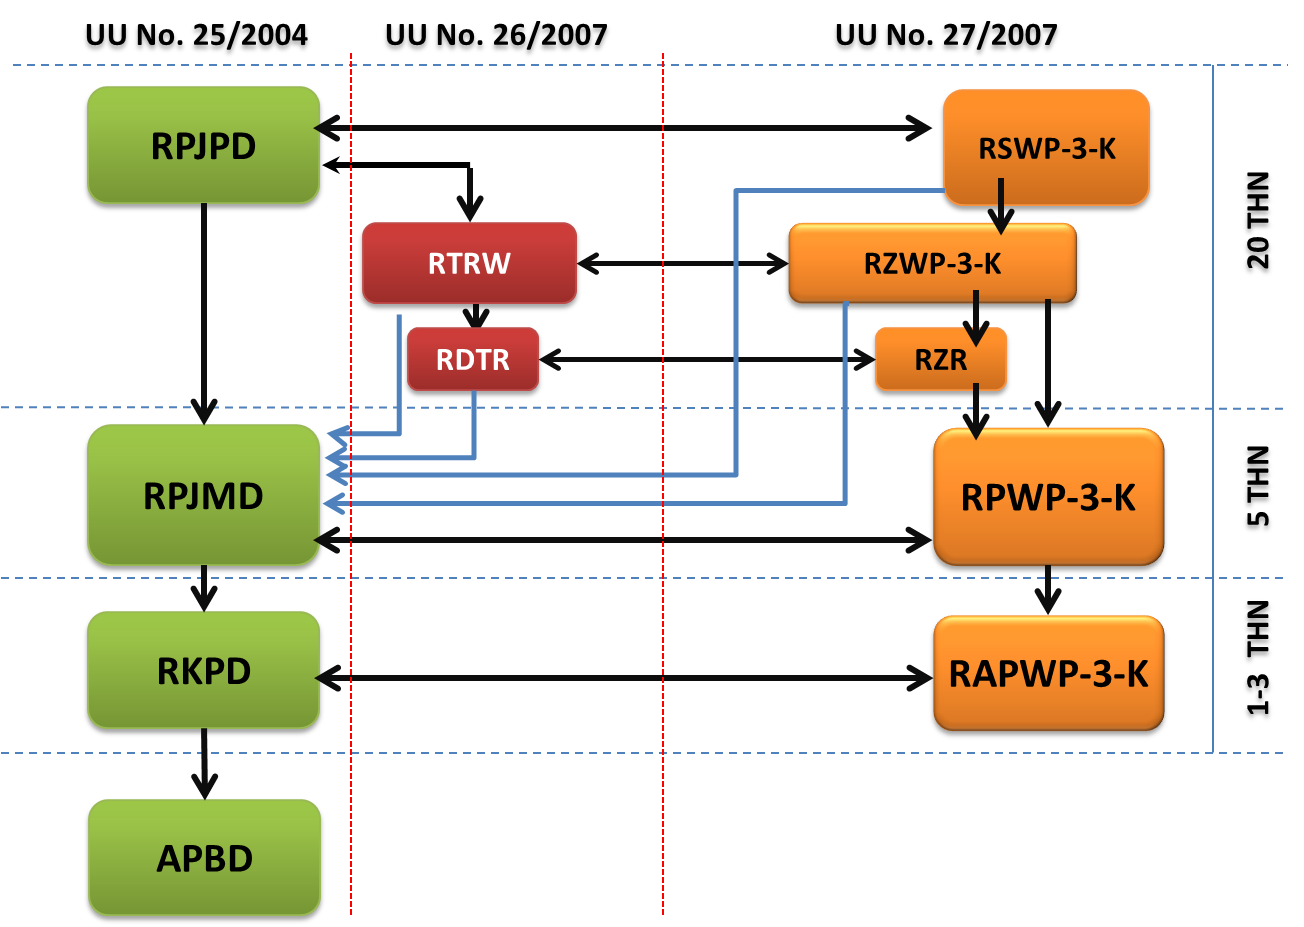 UU No. 25/2004
UU No. 26/2007
UU No. 27/2007
RPJPD
RSWP-3-K
20 THN
RTRW
RZWP-3-K
RDTR
RZR
RPJMD
RPWP-3-K
5 THN
RKPD
RAPWP-3-K
1-3 THN
APBD